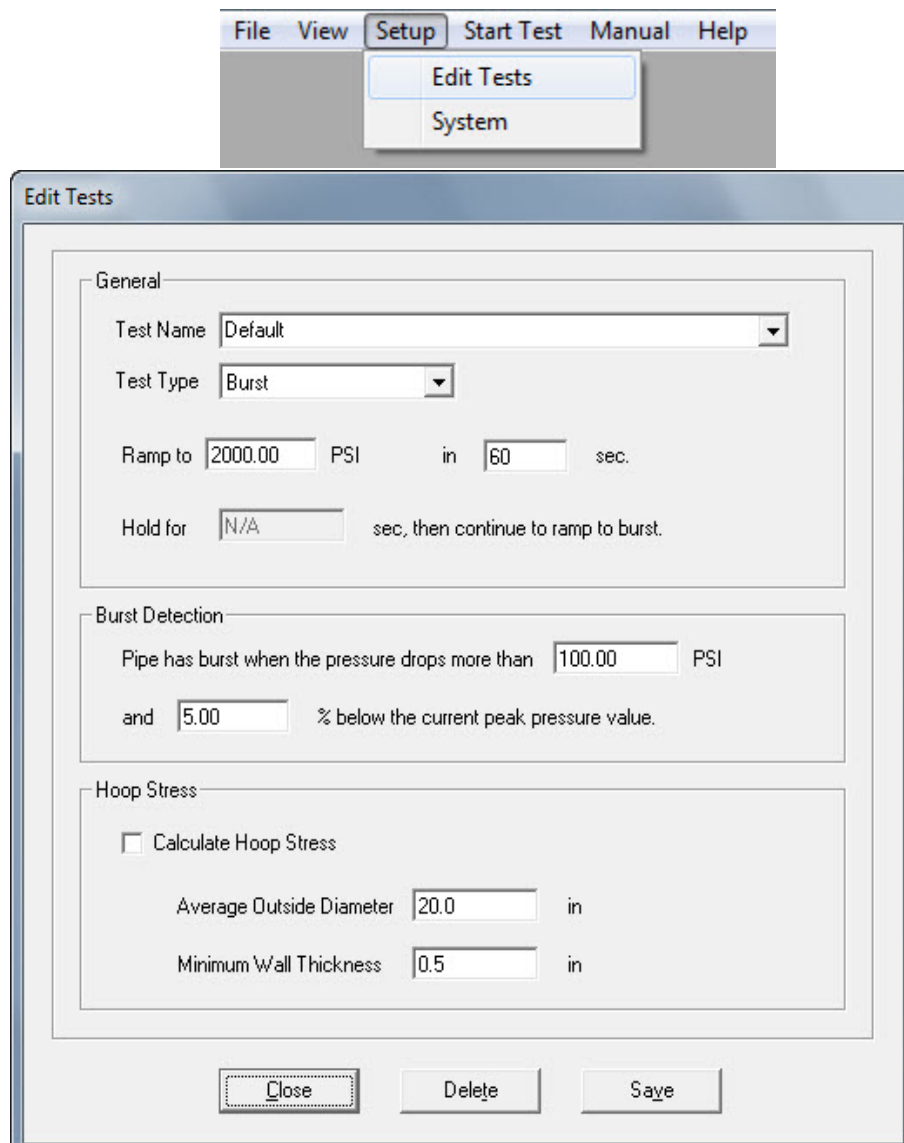 File View Setup Start Test Manual Help
Edit Tests
System
Edit Tests
General
Test Name Default
Test Type Burst
Ramp to 2000.00 PSI in 60 sec.
Hold for N/A sec, then continue to ramp to burst.
Burst Detection
Pipe has burst when the pressure drops more than 100.00 PSI
and 5.00 % below the current peak pressure value.
Hoop Stress
Calculate Hoop Stress
Average Outside Diameter 20.0 in
Minimum Wall Thickness 0.5 in
Close Delete Save